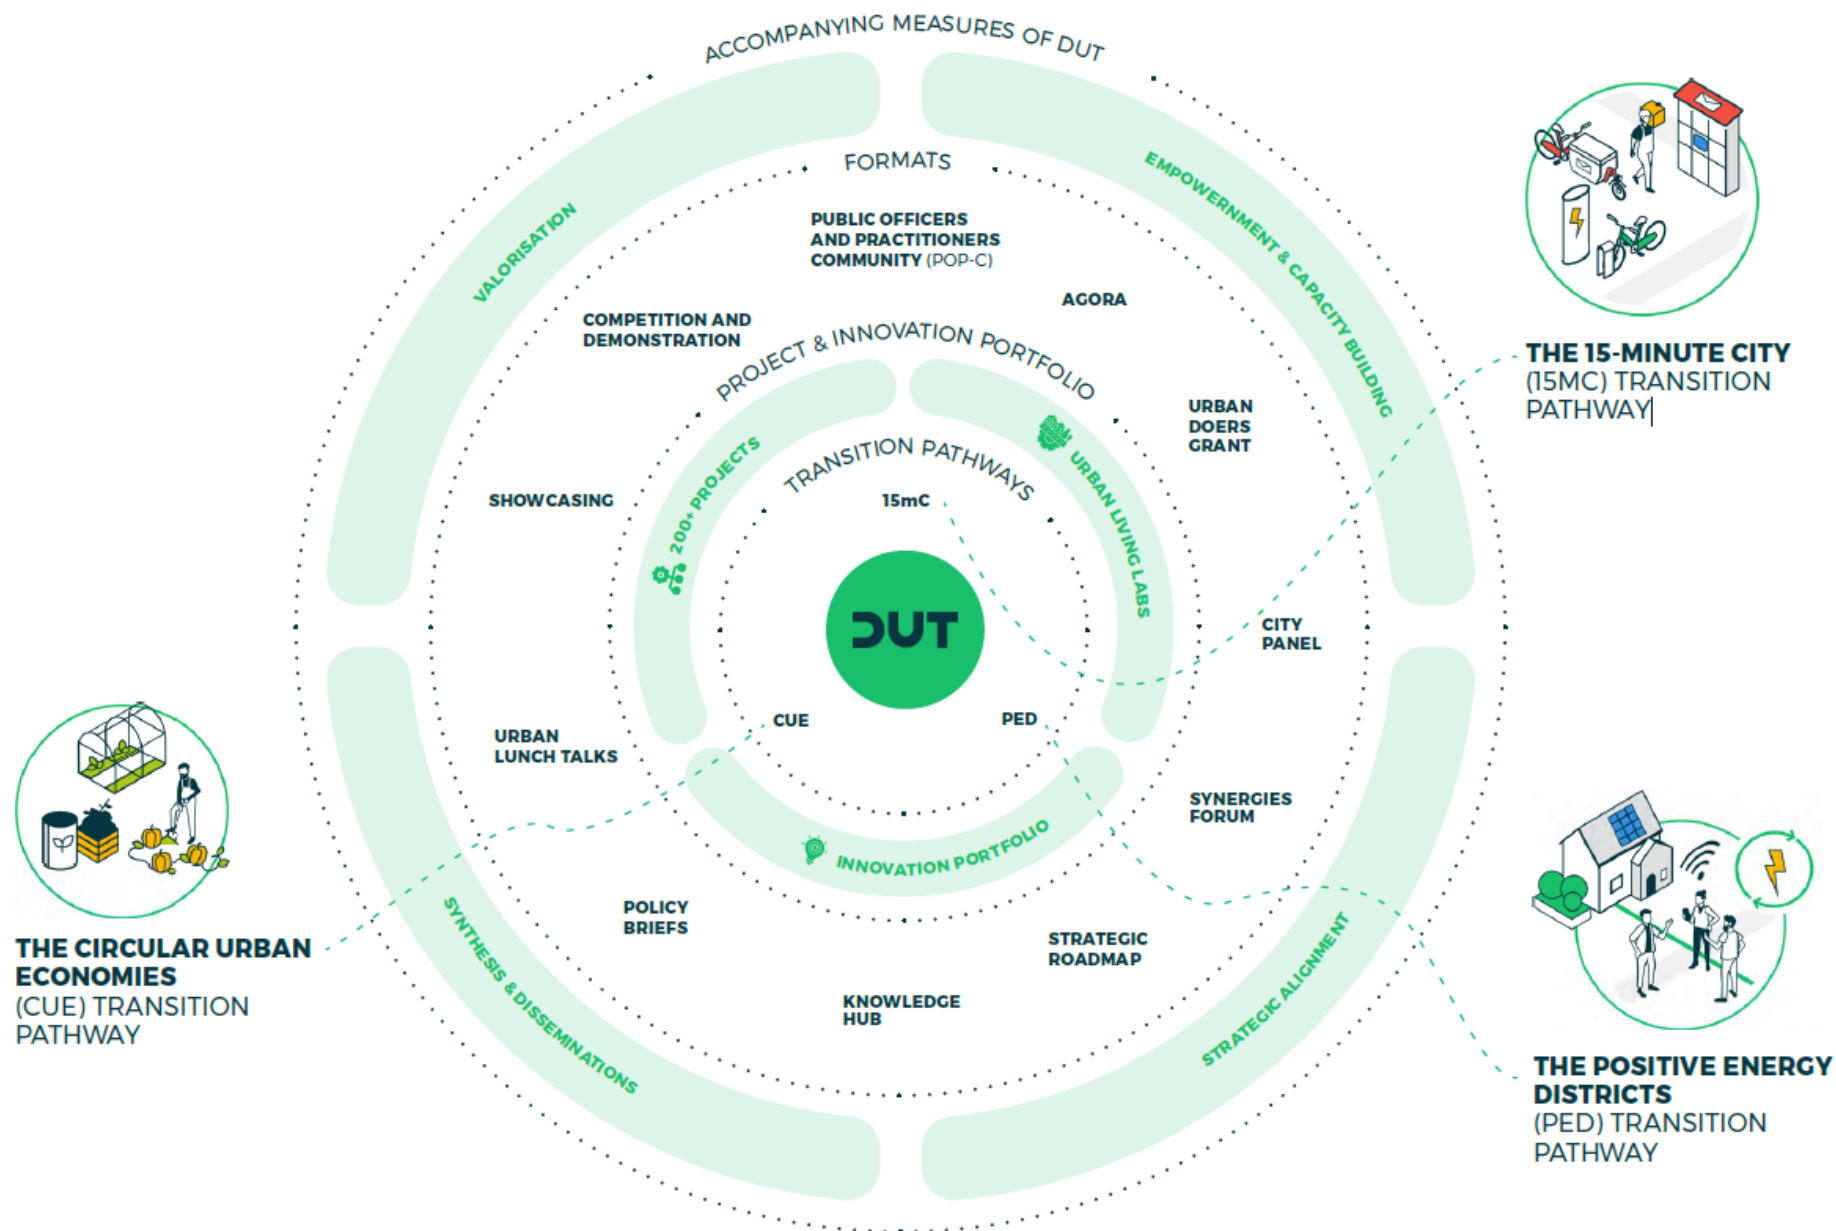 ACCOMPANYING MEASURES OF DUT
VALORISATION
EMPOWERNMENT & CAPACITY BUILDING
FORMATS
PUBLIC OFFICERS
AND PRACTITIONERS
COMMUNITY (POP-C)
AGORA
COMPETITION AND
DEMONSTRATION
PROJECT & INNOVATION PORTFOLIO
THE 15-MINUTE CITY
(15MC) TRANSITION
PATHWAY
URBAN
DOERS
GRANT
200+ PROJECTS
TRANSITION PATHWAYS
URBAN LIVING LABS
SHOWCASING
15mC
DUT
CITY
PANEL
CUE
PED
URBAN
LUNCH TALKS
SYNERGIES
FORUM
INNOVATION PORTFOLIO
POLICY
BRIEFS
STRATEGIC
ROADMAP
KNOWLEDGE
HUB
SYNTHESIS & DISSEMINATIONS
STRATEGIC ALIGNMENT
THE CIRCULAR URBAN
ECONOMIES
(CUE) TRANSITION
PATHWAY
THE POSITIVE ENERGY
DISTRICTS
(PED) TRANSITION
PATHWAY